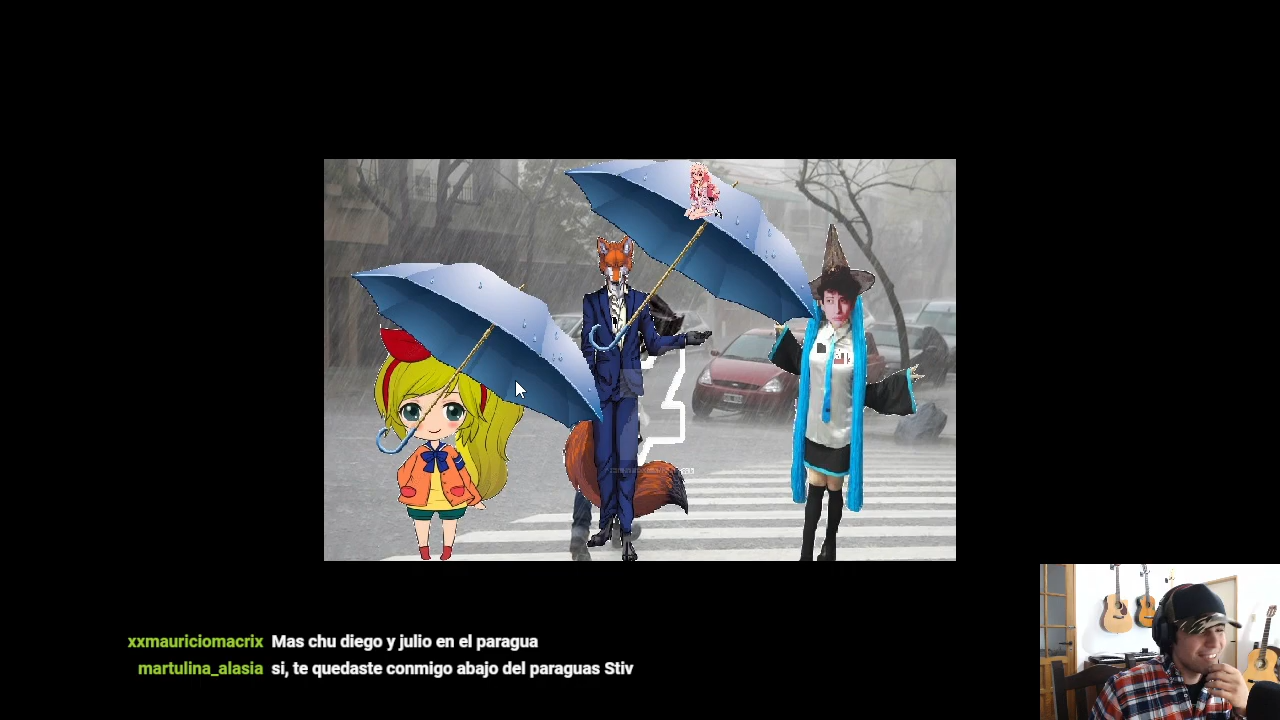 xxmauriciomacrix Mas chu diego y julio en el paragua
martulina_alasia si, te quedaste conmigo abajo del paraguas Stiv